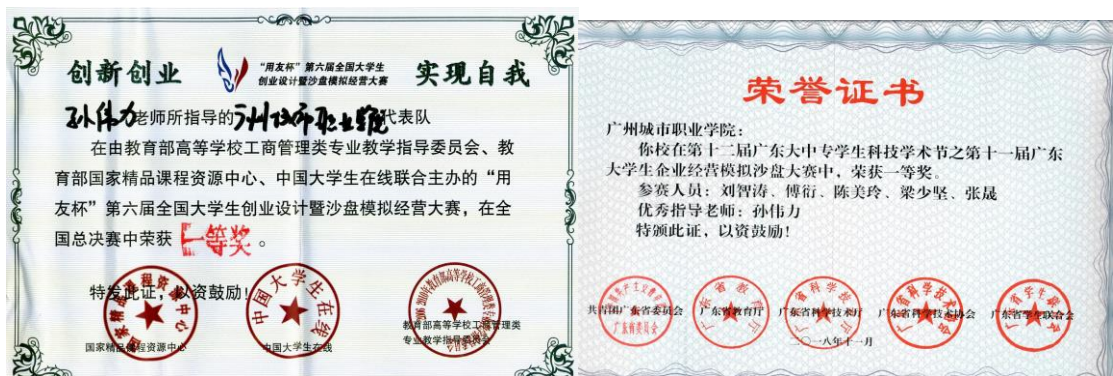 创新创业
"用友杯"第六届全国大学生
创业设计暨沙盘模拟经营大赛
实现自我
孙伟力老师所指导的广州城市职业学院代表队
在由教育部高等学校工商管理类专业教学指导委员会、教
育部国家精品课程资源中心、中国大学生在线联合主办的“用
友杯”第六届全国大学生创业设计暨沙盘模拟经营大赛，在全
国总决赛中荣获一等奖。
特发此证，以资鼓励！
国家精品课程资源中心
中国大学生在线
教育部高等学校工商管理类
专业教学指导委员会
荣誉证书
广州城市职业学院：
你校在第十二届广东大中专学生科技学术节之第十一届广东
大学生企业经营模拟沙盘大赛中，荣获一等奖。
参赛人员：刘智涛、傅衍、陈美玲、梁少坚、张晟
优秀指导老师：孙伟力
特颁此证，以资鼓励！
共青团广东省委员会 广东省教育厅 广东省科学技术厅 广东省科学技术协会 广东省学生联合会
二〇一八年十一月